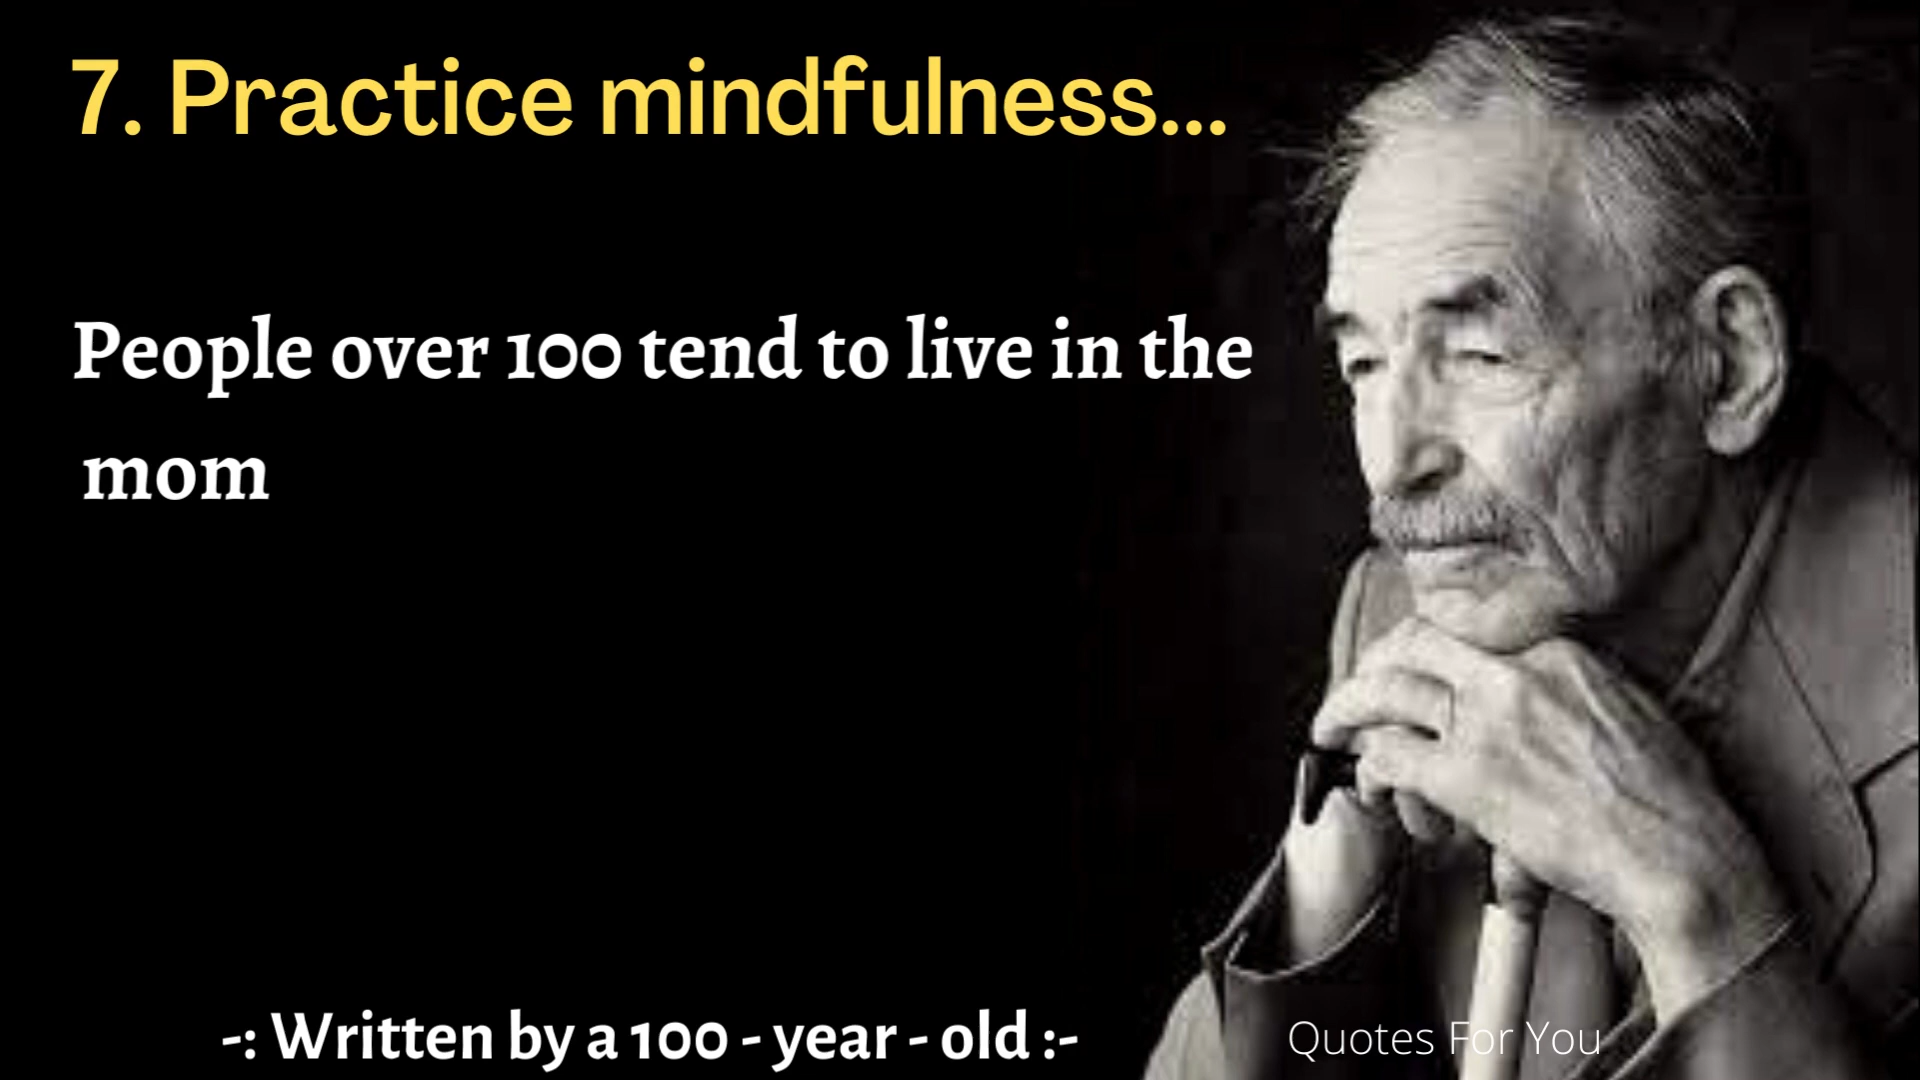 7. Practice mindfulness...
People over 100 tend to live in the
mom
-: Written by a 100 - year - old :-
Quotes For You